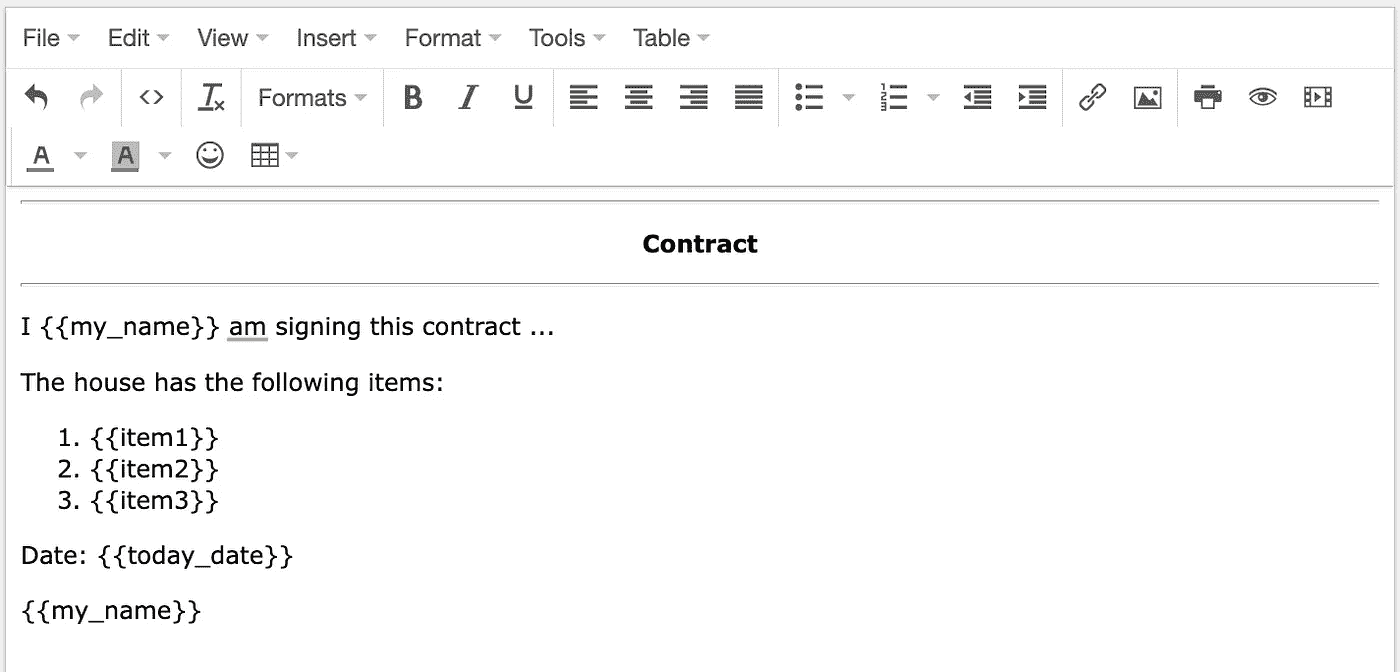 File Edit View Insert Format Tools Table
Formats B I U
A A
Contract
I {{my_name}} am signing this contract ...
The house has the following items:
1. {{item1}}
2. {{item2}}
3. {{item3}}
Date: {{today_date}}
{{my_name}}